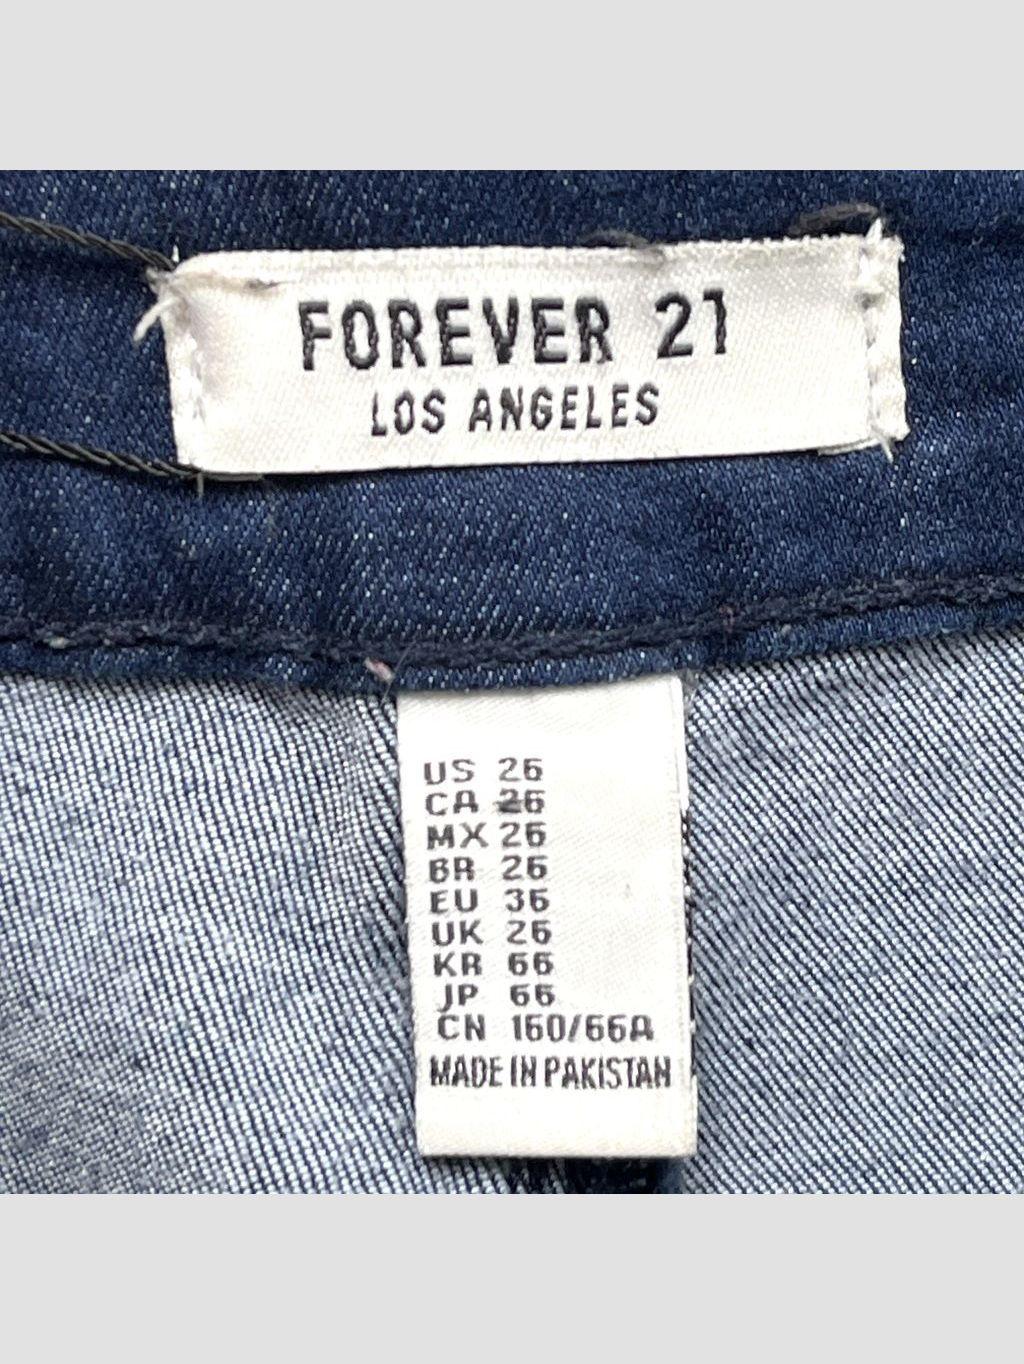 FOREVER 21
LOS ANGELES
US 26
CA 26
MX 26
BR 26
EU 36
UK 26
KR 66
JP 66
CN 160/66A
MADE IN PAKISTAN